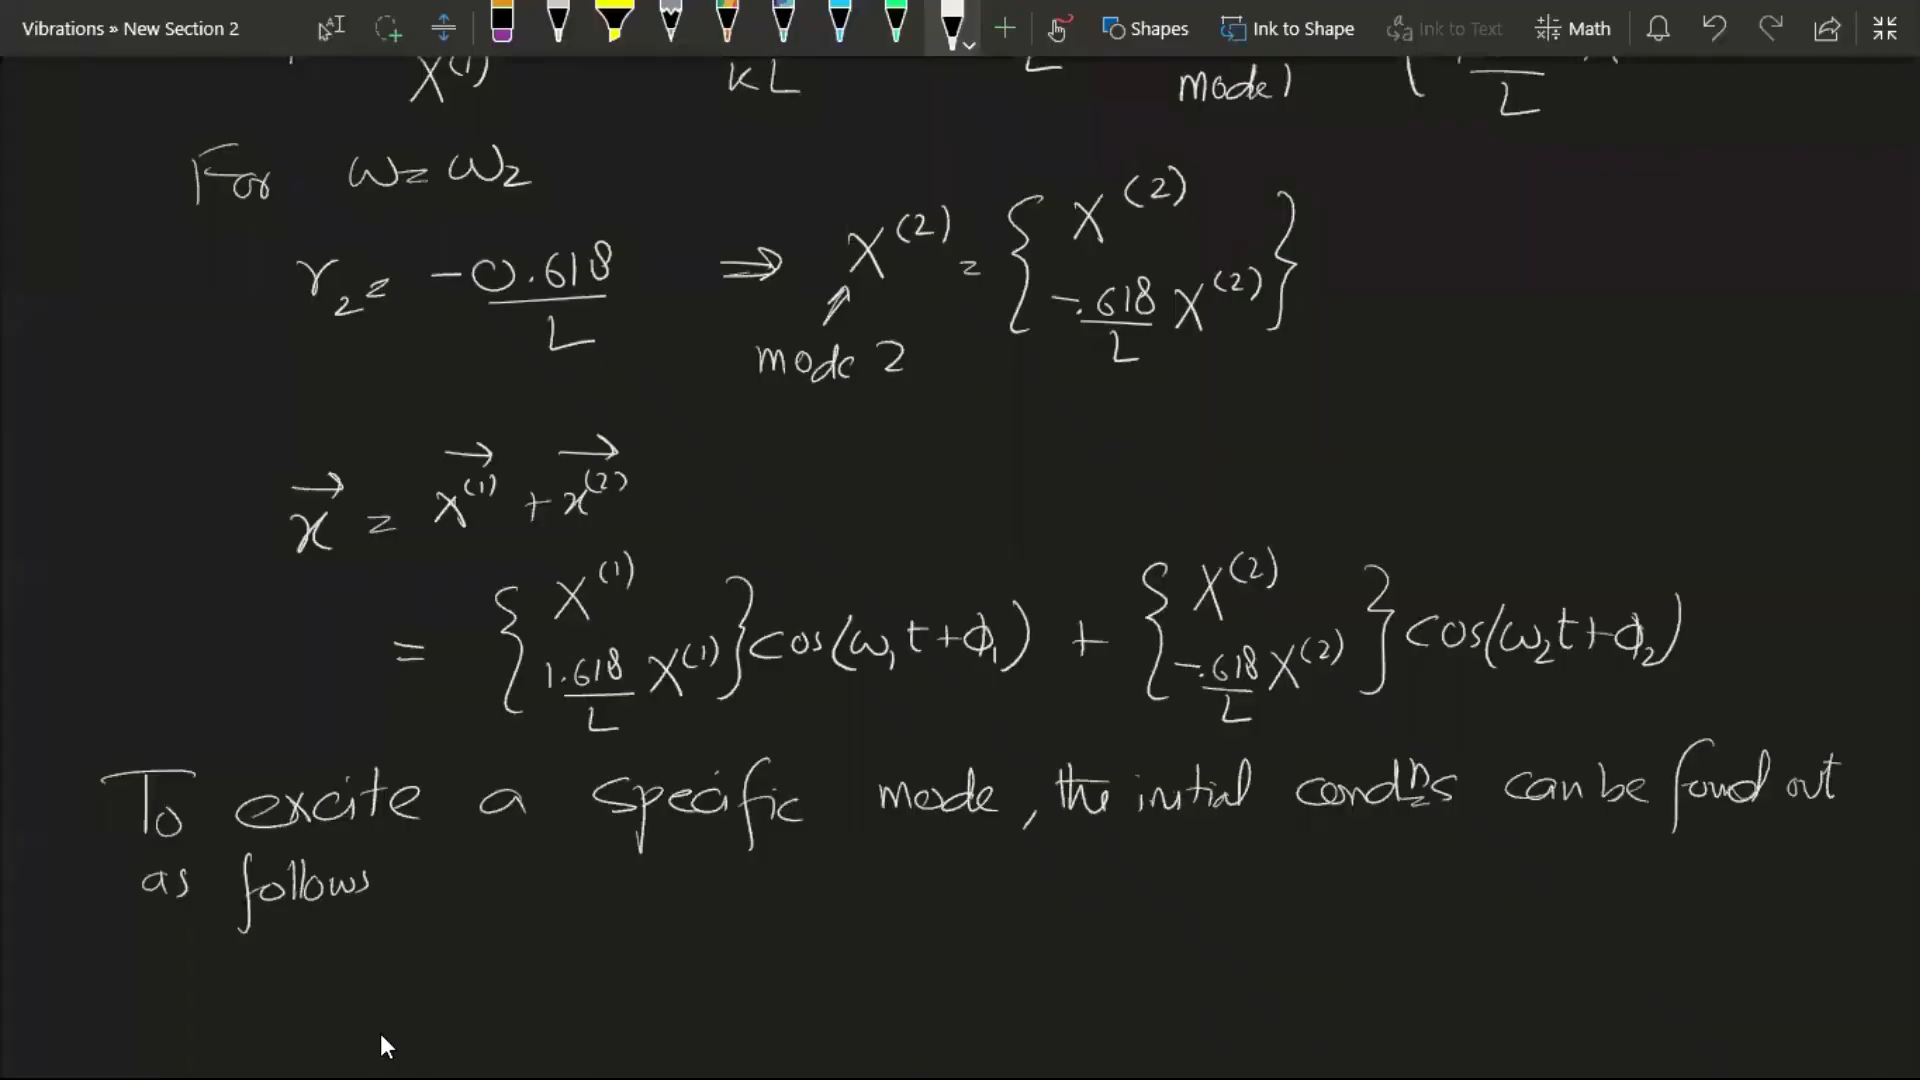 Vibrations » New Section 2
Shapes Ink to Shape Ink to Text Math
X⁽¹⁾ KL L mode 1 L
For ω = ω₂
r₂ = -0.618/L ⇒ X⁽²⁾ = { X⁽²⁾
-.618/L X⁽²⁾ }
mode 2
x⃗ = x⃗⁽¹⁾ + x⃗⁽²⁾
= { X⁽¹⁾
1.618/L X⁽¹⁾ } cos(ω₁t+ϕ₁) + { X⁽²⁾
-.618/L X⁽²⁾ } cos(ω₂t+ϕ₂)
To excite a specific mode, the initial condⁿs can be found out
as follows